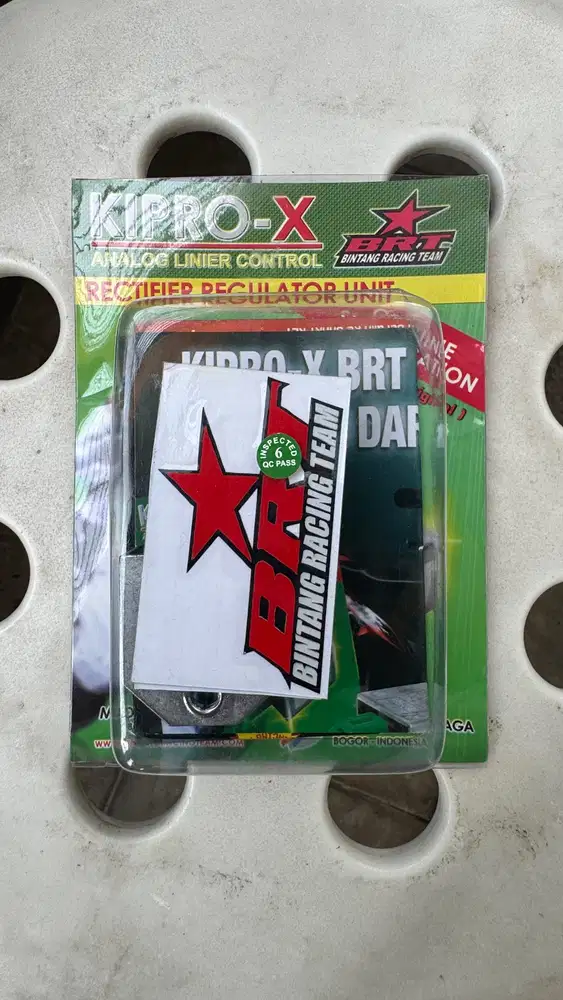 KIPRO-X
ANALOG LINIER CONTROL
BRT
BINTANG RACING TEAM
RECTIFIER REGULATOR UNIT
KIPRO-X BRT
DAR
BRT
BINTANG RACING TEAM
INSPECTED
6
QC PASS
BOGOR - INDONESIA